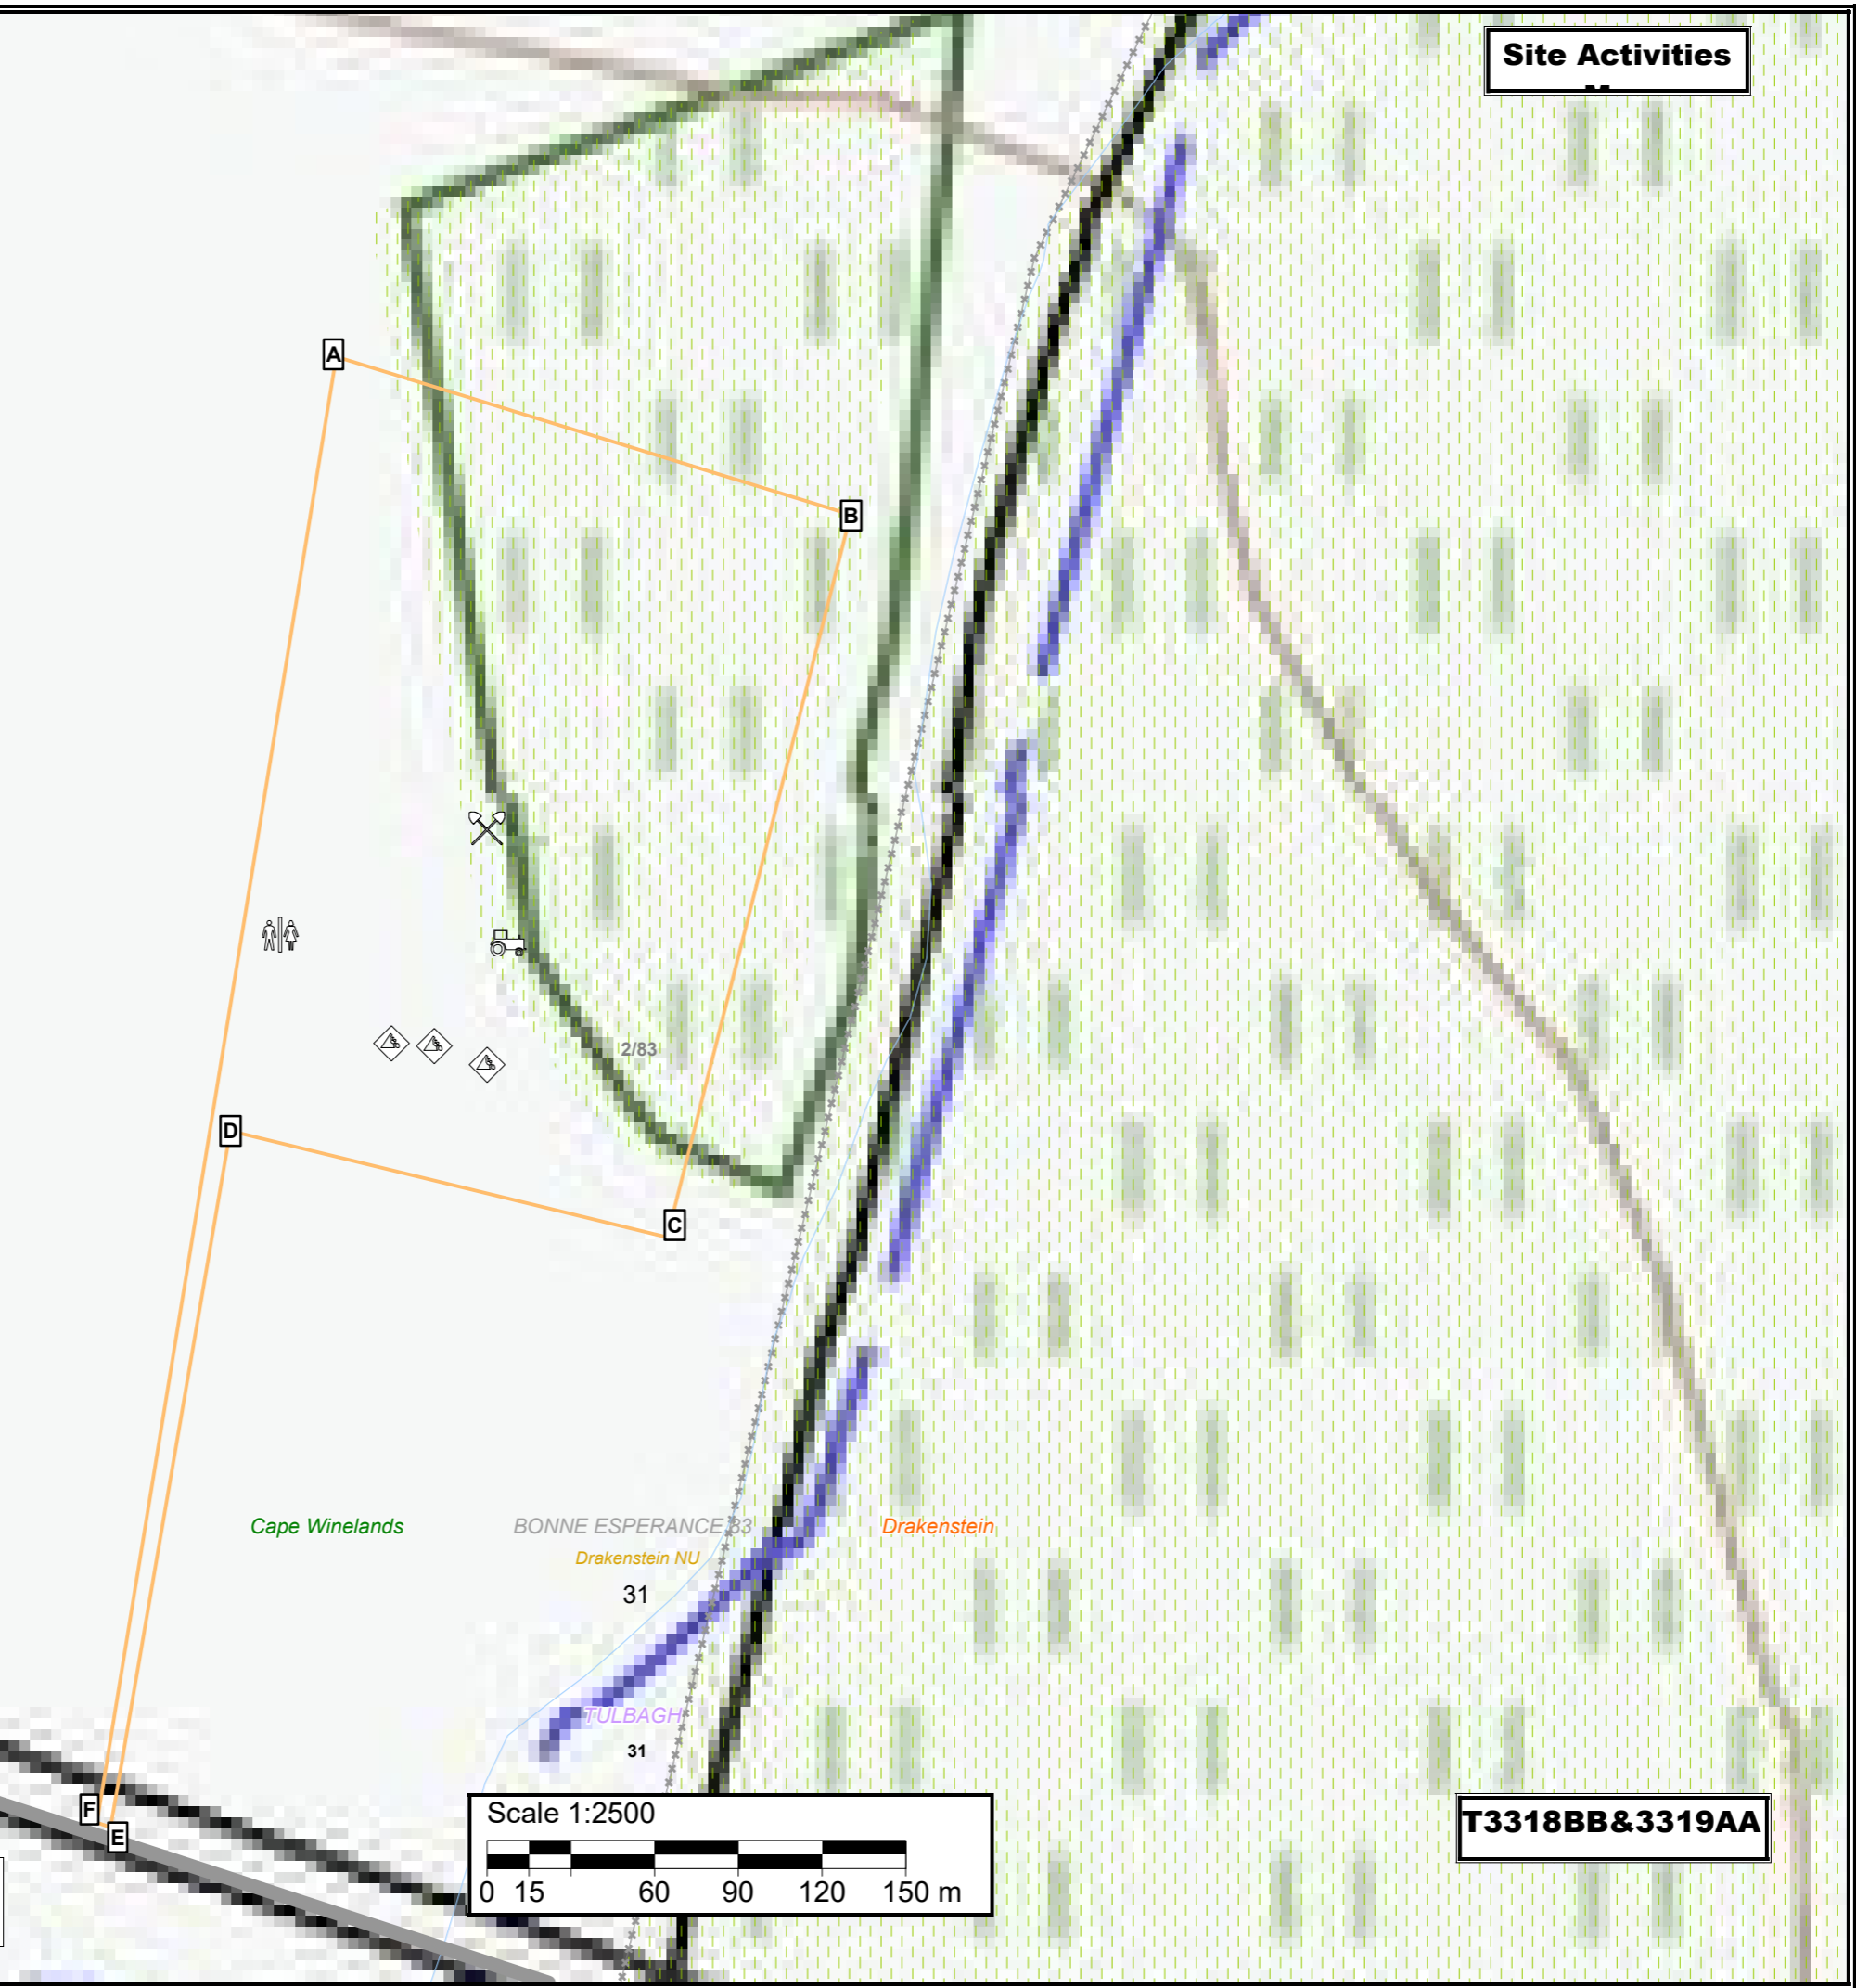 Site Activities
A
B
2/83
D
C
Cape Winelands
BONNE ESPERANCE 83
Drakenstein
Drakenstein NU
31
TULBAGH
31
F
E
Scale 1:2500
0 15 60 90 120 150 m
T3318BB&3319AA